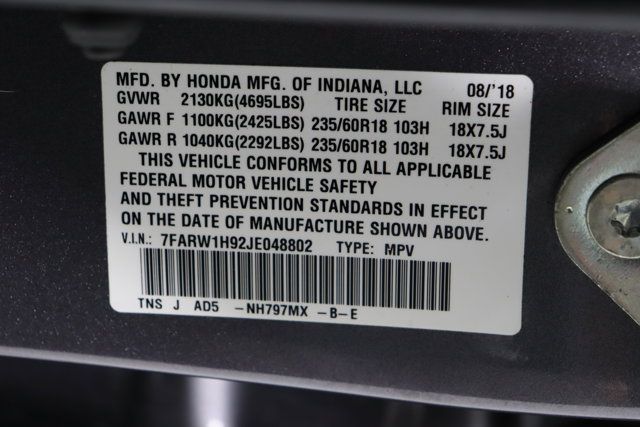 MFD. BY HONDA MFG. OF INDIANA, LLC 08/'18
GVWR 2130KG(4695LBS) TIRE SIZE RIM SIZE
GAWR F 1100KG(2425LBS) 235/60R18 103H 18X7.5J
GAWR R 1040KG(2292LBS) 235/60R18 103H 18X7.5J
THIS VEHICLE CONFORMS TO ALL APPLICABLE
FEDERAL MOTOR VEHICLE SAFETY
AND THEFT PREVENTION STANDARDS IN EFFECT
ON THE DATE OF MANUFACTURE SHOWN ABOVE.
V.I.N.: 7FARW1H92JE048802 TYPE: MPV
TNS J AD5 -NH797MX -B-E